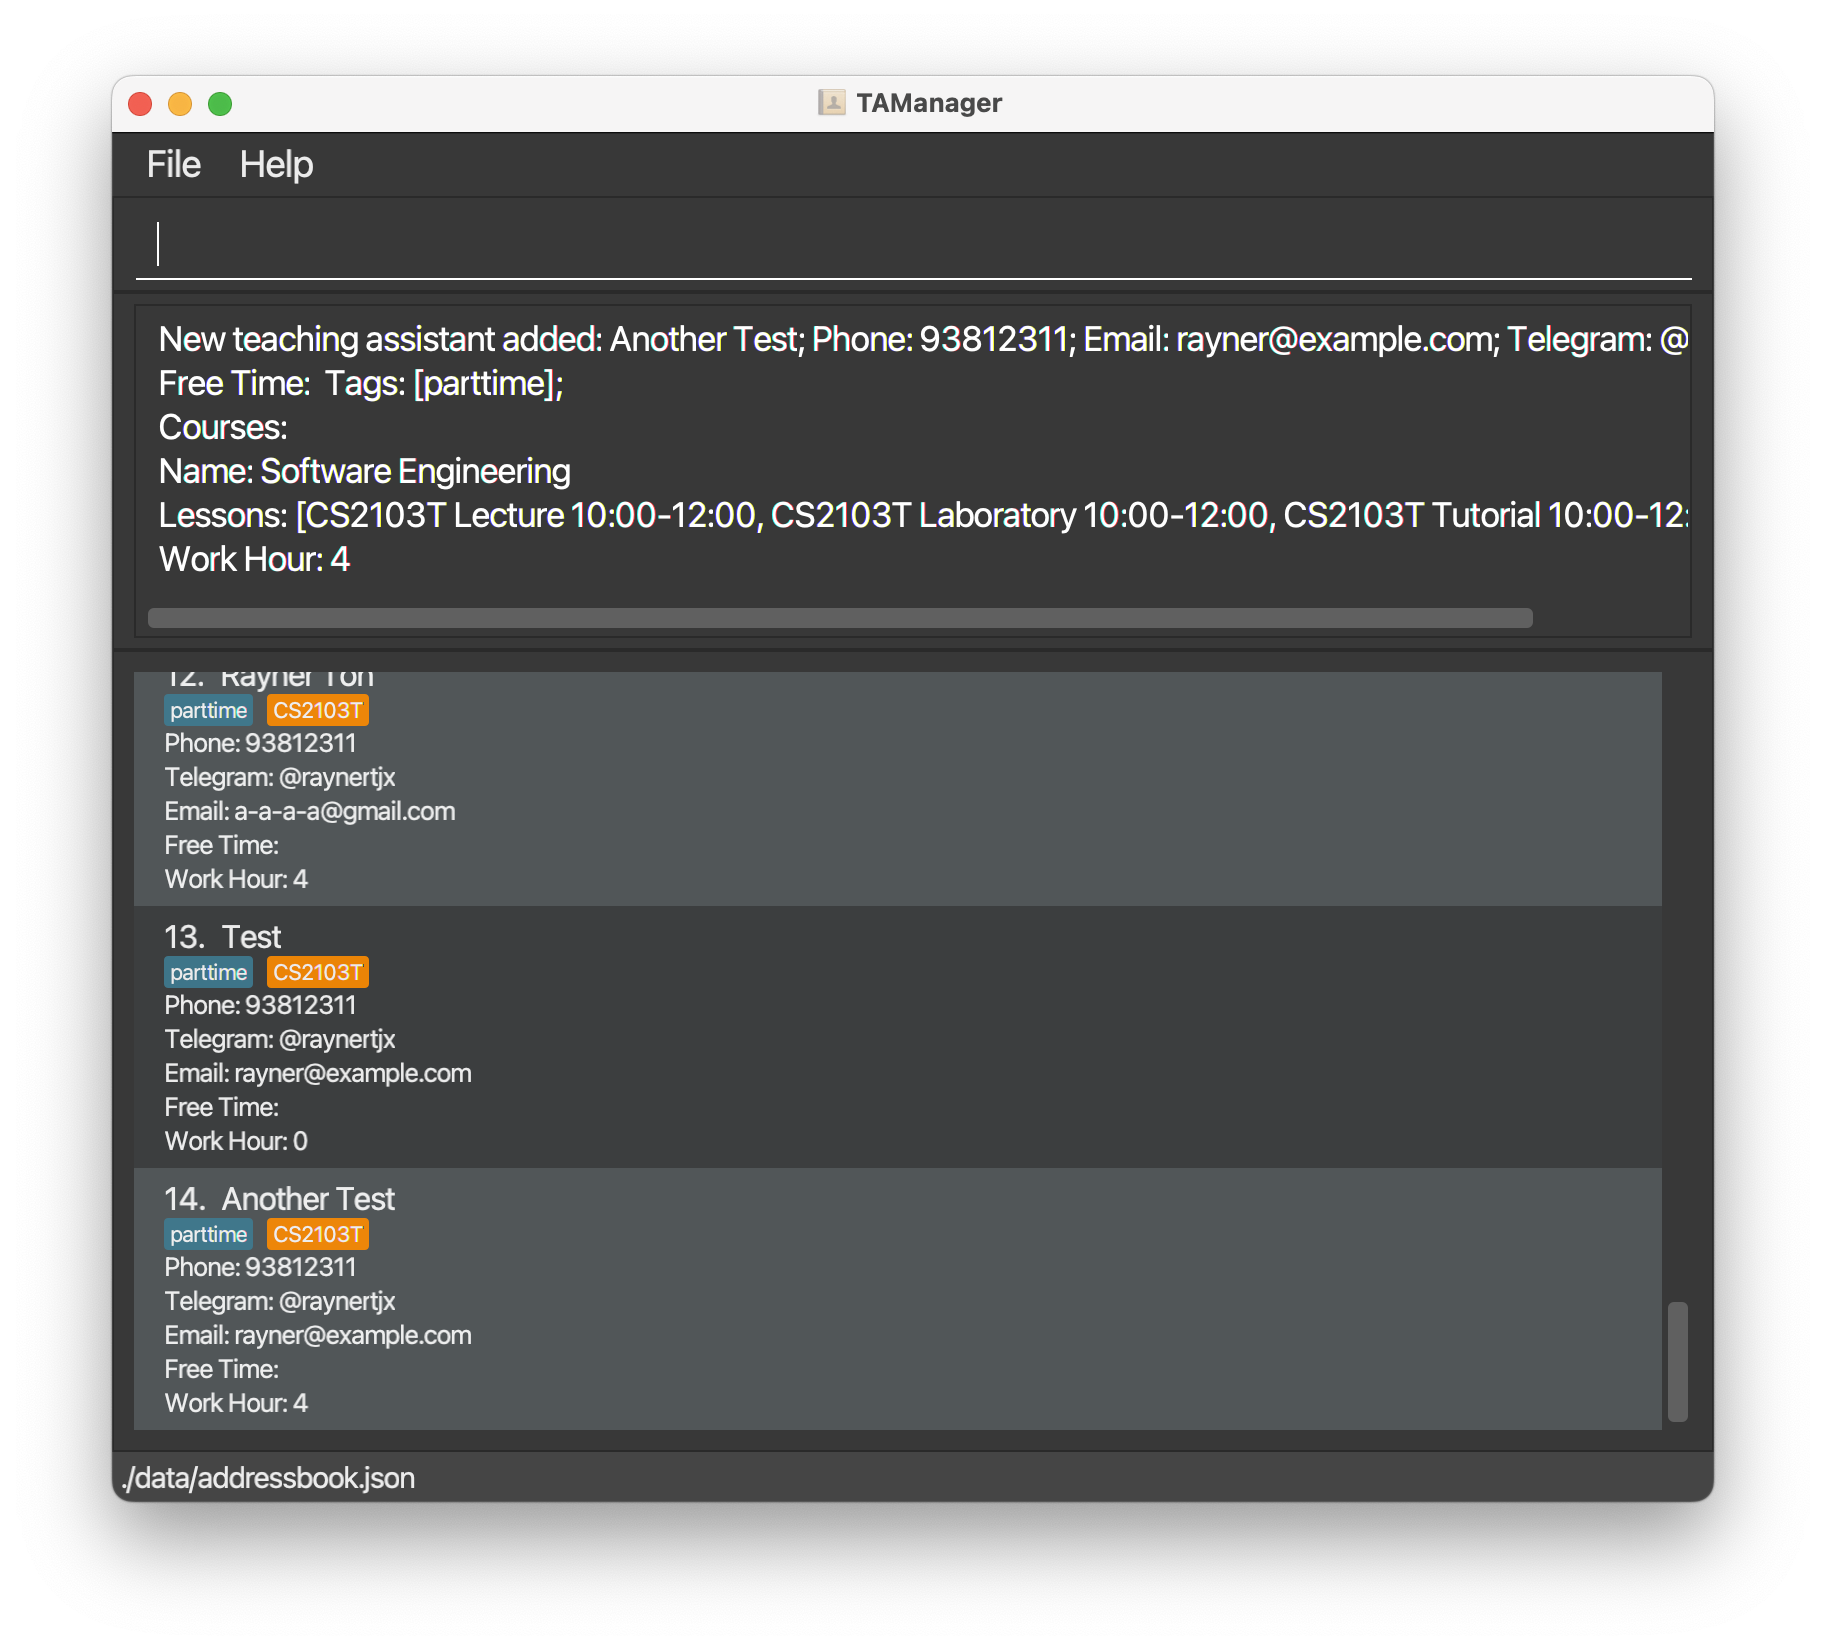 TAManager
File Help
New teaching assistant added: Another Test; Phone: 93812311; Email: rayner@example.com; Telegram: @
Free Time:  Tags: [parttime];
Courses:
Name: Software Engineering
Lessons: [CS2103T Lecture 10:00-12:00, CS2103T Laboratory 10:00-12:00, CS2103T Tutorial 10:00-12:
Work Hour: 4
12. Rayner Ton
parttime CS2103T
Phone: 93812311
Telegram: @raynertjx
Email: a-a-a-a@gmail.com
Free Time:
Work Hour: 4
13. Test
parttime CS2103T
Phone: 93812311
Telegram: @raynertjx
Email: rayner@example.com
Free Time:
Work Hour: 0
14. Another Test
parttime CS2103T
Phone: 93812311
Telegram: @raynertjx
Email: rayner@example.com
Free Time:
Work Hour: 4
./data/addressbook.json